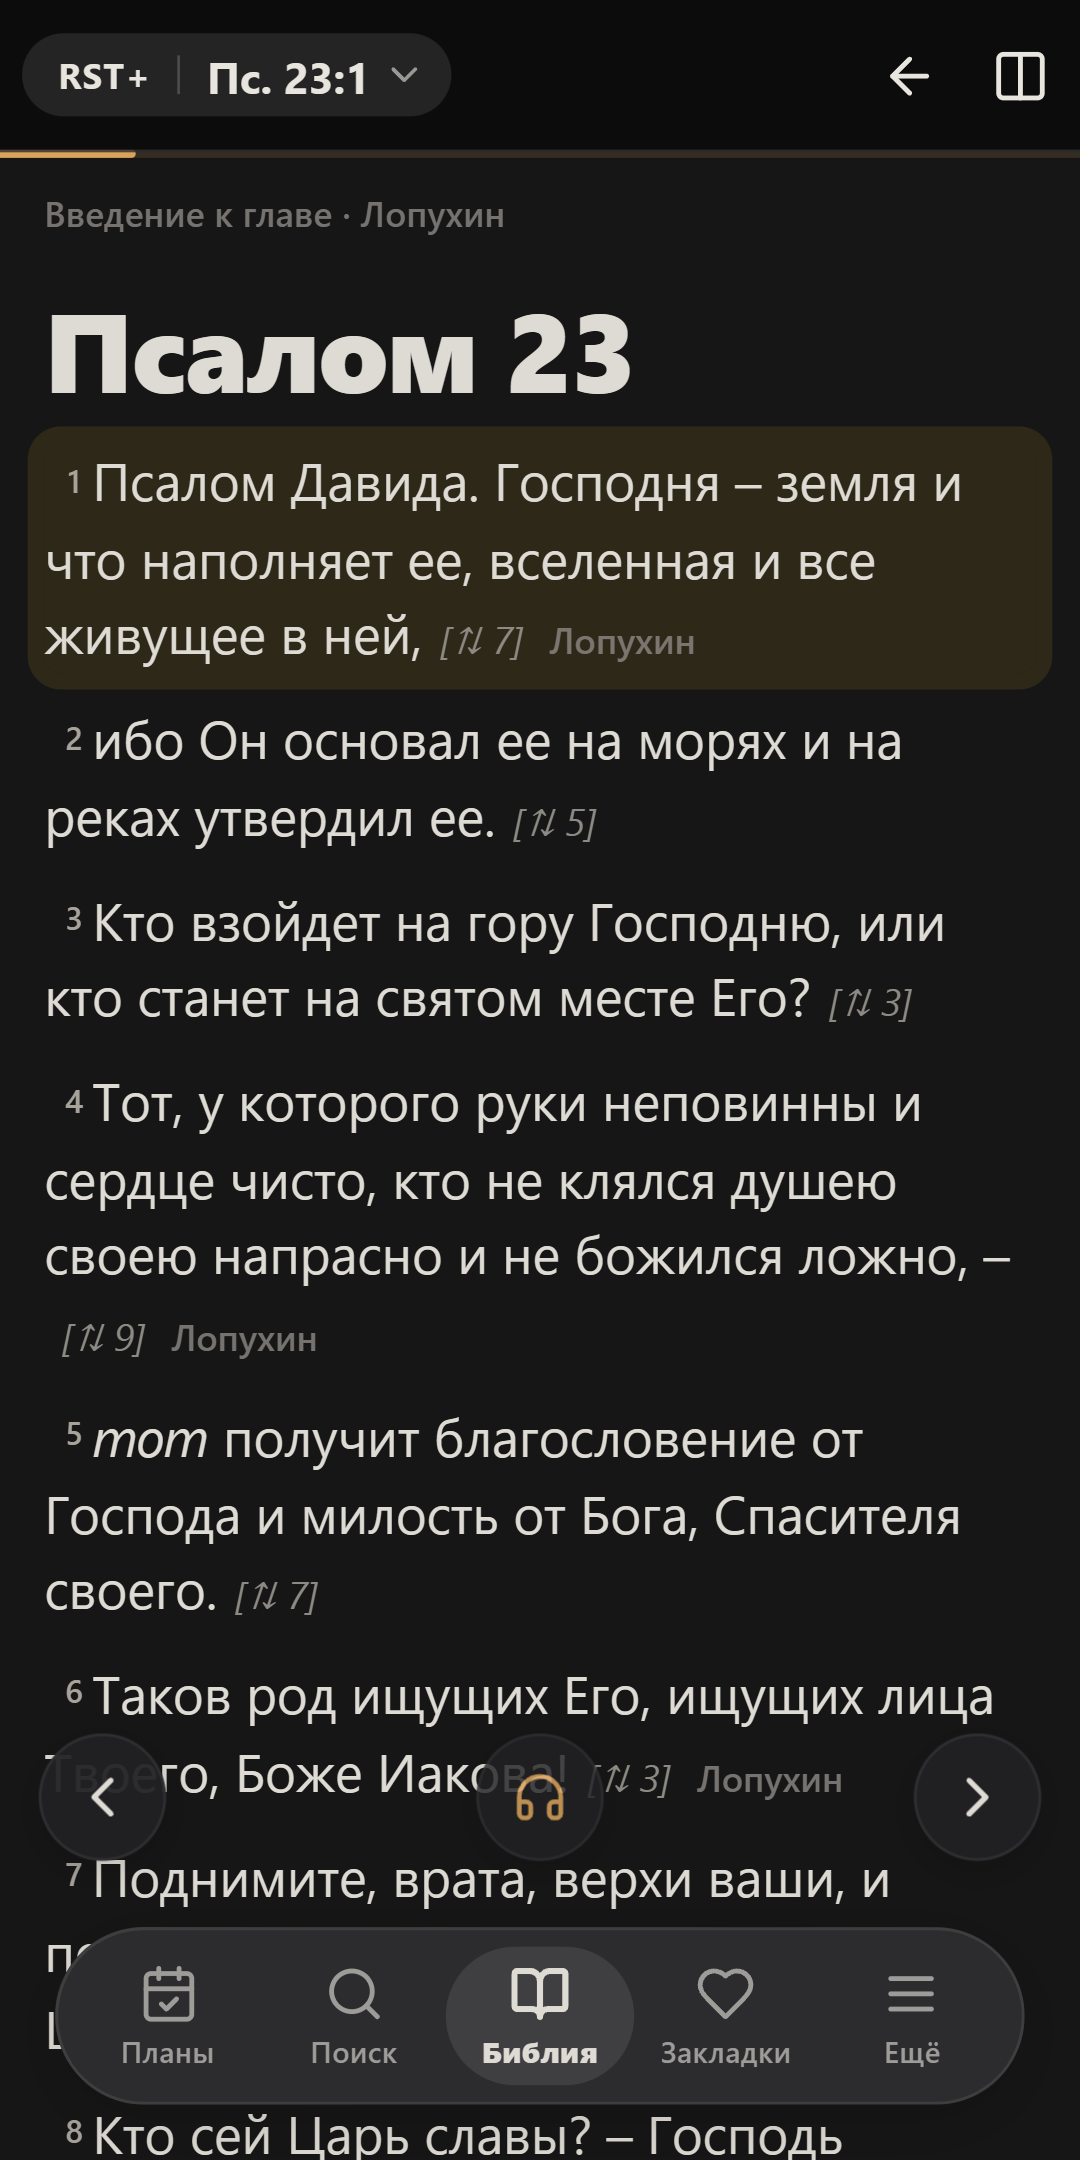 RST+ Пс. 23:1
Введение к главе · Лопухин
Псалом 23
1 Псалом Давида. Господня – земля и
что наполняет ее, вселенная и все
живущее в ней, [⇅ 7] Лопухин
2 ибо Он основал ее на морях и на
реках утвердил ее. [⇅ 5]
3 Кто взойдет на гору Господню, или
кто станет на святом месте Его? [⇅ 3]
4 Тот, у которого руки неповинны и
сердце чисто, кто не клялся душею
своею напрасно и не божился ложно, –
[⇅ 9] Лопухин
5 тот получит благословение от
Господа и милость от Бога, Спасителя
своего. [⇅ 7]
6 Таков род ищущих Его, ищущих лица
Твоего, Боже Иакова! [⇅ 3] Лопухин
7 Поднимите, врата, верхи ваши, и
Планы
Поиск
Библия
Закладки
Ещё
8 Кто сей Царь славы? – Господь